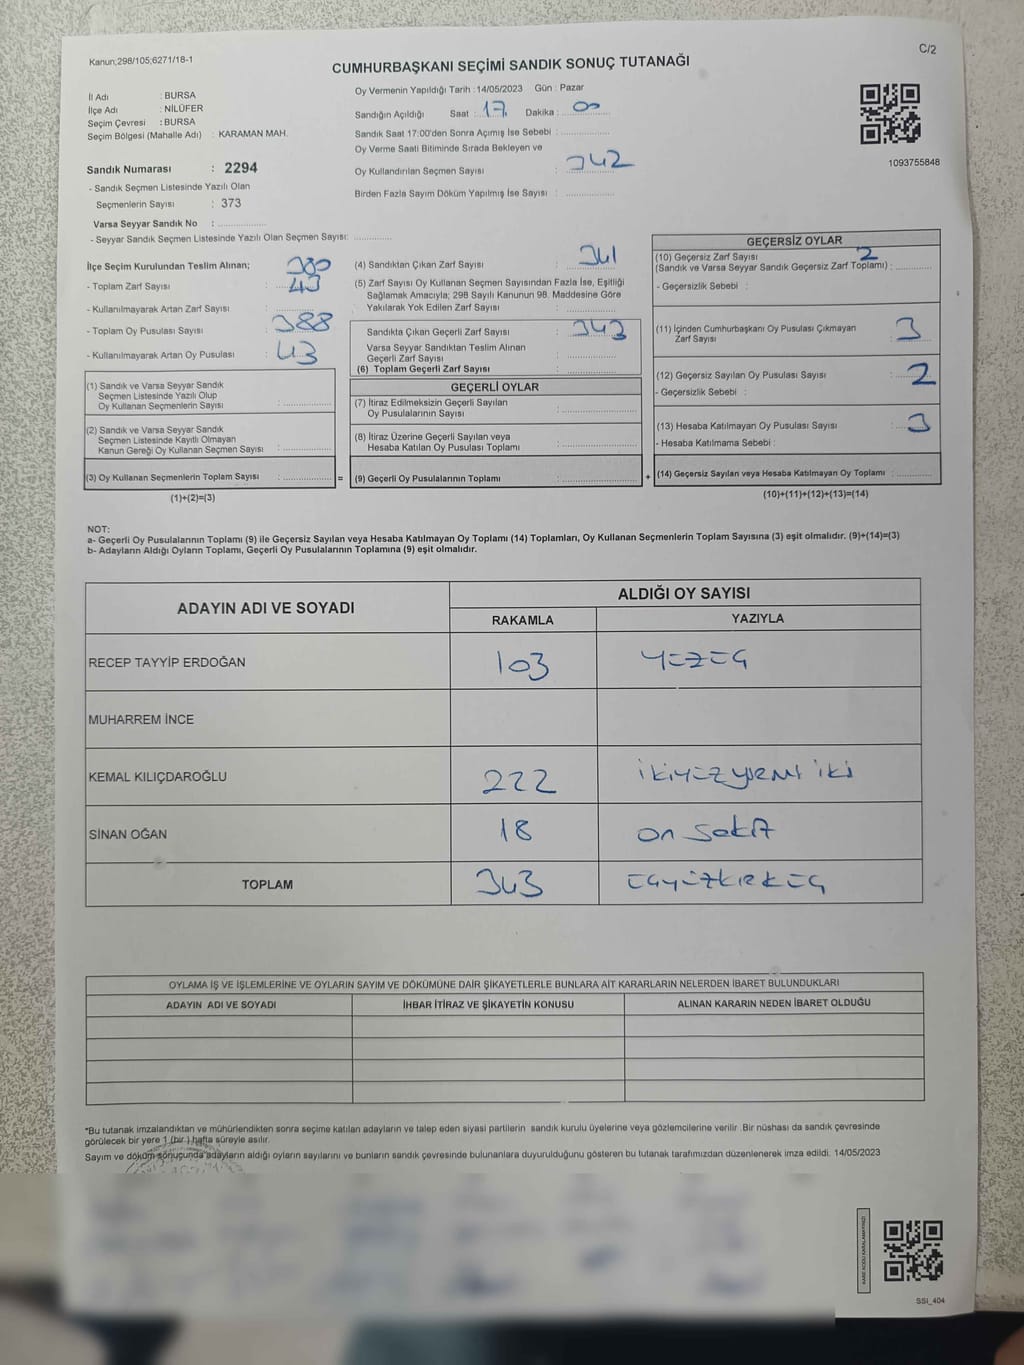 Kanun;298/105;6271/18-1
C/2
CUMHURBAŞKANI SEÇİMİ SANDIK SONUÇ TUTANAĞI
İl Adı : BURSA
İlçe Adı : NİLÜFER
Seçim Çevresi : BURSA
Seçim Bölgesi (Mahalle Adı) : KARAMAN MAH.
Sandık Numarası : 2294
- Sandık Seçmen Listesinde Yazılı Olan
Seçmenlerin Sayısı : 373
Varsa Seyyar Sandık No : ..............
- Seyyar Sandık Seçmen Listesinde Yazılı Olan Seçmen Sayısı: ............
Oy Vermenin Yapıldığı Tarih : 14/05/2023 Gün : Pazar
Sandığın Açıldığı Saat : 17 Dakika : 00
Sandık Saat 17:00'den Sonra Açımış İse Sebebi : ..............
Oy Verme Saati Bitiminde Sırada Bekleyen ve
Oy Kullandırılan Seçmen Sayısı : 342
Birden Fazla Sayım Döküm Yapılmış İse Sayısı : ..............
1093755848
İlçe Seçim Kurulundan Teslim Alınan;
- Toplam Zarf Sayısı : 380
- Kullanılmayarak Artan Zarf Sayısı : 43
- Toplam Oy Pusulası Sayısı : 388
- Kullanılmayarak Artan Oy Pusulası : 43
(1) Sandık ve Varsa Seyyar Sandık
Seçmen Listesinde Yazılı Olup
Oy Kullanan Seçmenlerin Sayısı : ..............
(2) Sandık ve Varsa Seyyar Sandık
Seçmen Listesinde Kayıtlı Olmayan
Kanun Gereği Oy Kullanan Seçmen Sayısı : ..............
(3) Oy Kullanan Seçmenlerin Toplam Sayısı : ..............
(1)+(2)=(3)
=
(4) Sandıktan Çıkan Zarf Sayısı : 341
(5) Zarf Sayısı Oy Kullanan Seçmen Sayısından Fazla İse, Eşitliği
Sağlamak Amacıyla; 298 Sayılı Kanunun 98. Maddesine Göre
Yakılarak Yok Edilen Zarf Sayısı : ..............
Sandıkta Çıkan Geçerli Zarf Sayısı : 343
Varsa Seyyar Sandıktan Teslim Alınan
Geçerli Zarf Sayısı : ..............
(6) Toplam Geçerli Zarf Sayısı : ..............
GEÇERLİ OYLAR
(7) İtiraz Edilmeksizin Geçerli Sayılan
Oy Pusulalarının Sayısı : ..............
(8) İtiraz Üzerine Geçerli Sayılan veya
Hesaba Katılan Oy Pusulası Toplamı : ..............
(9) Geçerli Oy Pusulalarının Toplamı : ..............
+
GEÇERSİZ OYLAR
(10) Geçersiz Zarf Sayısı 2
(Sandık ve Varsa Seyyar Sandık Geçersiz Zarf Toplamı) : ............
- Geçersizlik Sebebi :
(11) İçinden Cumhurbaşkanı Oy Pusulası Çıkmayan
Zarf Sayısı : 3
(12) Geçersiz Sayılan Oy Pusulası Sayısı : 2
- Geçersizlik Sebebi :
(13) Hesaba Katılmayan Oy Pusulası Sayısı : 3
- Hesaba Katılmama Sebebi :
(14) Geçersiz Sayılan veya Hesaba Katılmayan Oy Toplamı : ............
(10)+(11)+(12)+(13)=(14)
NOT:
a- Geçerli Oy Pusulalarının Toplamı (9) ile Geçersiz Sayılan veya Hesaba Katılmayan Oy Toplamı (14) Toplamları, Oy Kullanan Seçmenlerin Toplam Sayısına (3) eşit olmalıdır. (9)+(14)=(3)
b- Adayların Aldığı Oyların Toplamı, Geçerli Oy Pusulalarının Toplamına (9) eşit olmalıdır.
ADAYIN ADI VE SOYADI
ALDIĞI OY SAYISI
RAKAMLA YAZIYLA
RECEP TAYYİP ERDOĞAN 103 YÜZÜÇ
MUHARREM İNCE
KEMAL KILIÇDAROĞLU 222 ikiyüzyirmi iki
SİNAN OĞAN 18 on sekiz
TOPLAM 343 ÜÇYÜZKIRKÜÇ
OYLAMA İŞ VE İŞLEMLERİNE VE OYLARIN SAYIM VE DÖKÜMÜNE DAİR ŞİKAYETLERLE BUNLARA AİT KARARLARIN NELERDEN İBARET BULUNDUKLARI
ADAYIN ADI VE SOYADI İHBAR İTİRAZ VE ŞİKAYETİN KONUSU ALINAN KARARIN NEDEN İBARET OLDUĞU
*Bu tutanak imzalandıktan ve mühürlendikten sonra seçime katılan adayların ve talep eden siyasi partilerin sandık kurulu üyelerine veya gözlemcilerine verilir .Bir nüshası da sandık çevresinde
görülecek bir yere 1 (bir ) hafta süreyle asılır.
Sayım ve döküm sonuçunda adayların aldığı oyların sayılarını ve bunların sandık çevresinde bulunanlara duyurulduğunu gösteren bu tutanak tarafımızdan düzenlenerek imza edildi. 14/05/2023
KARE KODU KARALAMAYINIZ!
SSİ_404